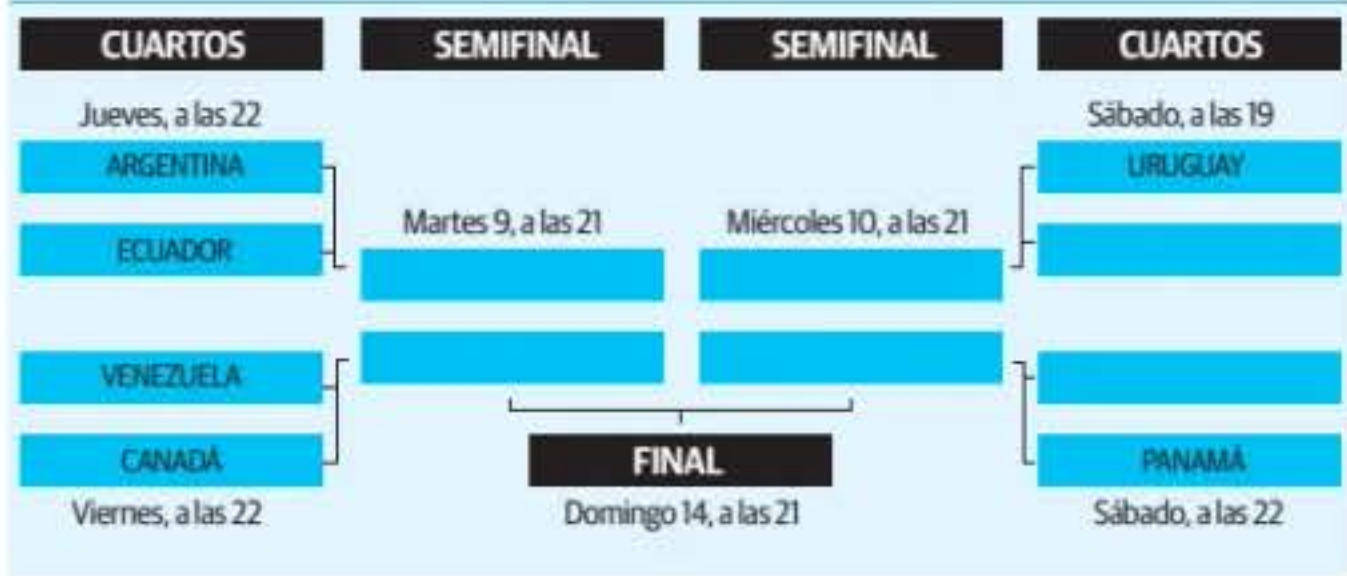 CUARTOS
SEMIFINAL
SEMIFINAL
CUARTOS
Jueves, a las 22
Sábado, a las 19
ARGENTINA
URUGUAY
Martes 9, a las 21
Miércoles 10, a las 21
ECUADOR
VENEZUELA
CANADÁ
FINAL
PANAMÁ
Viernes, a las 22
Domingo 14, a las 21
Sábado, a las 22